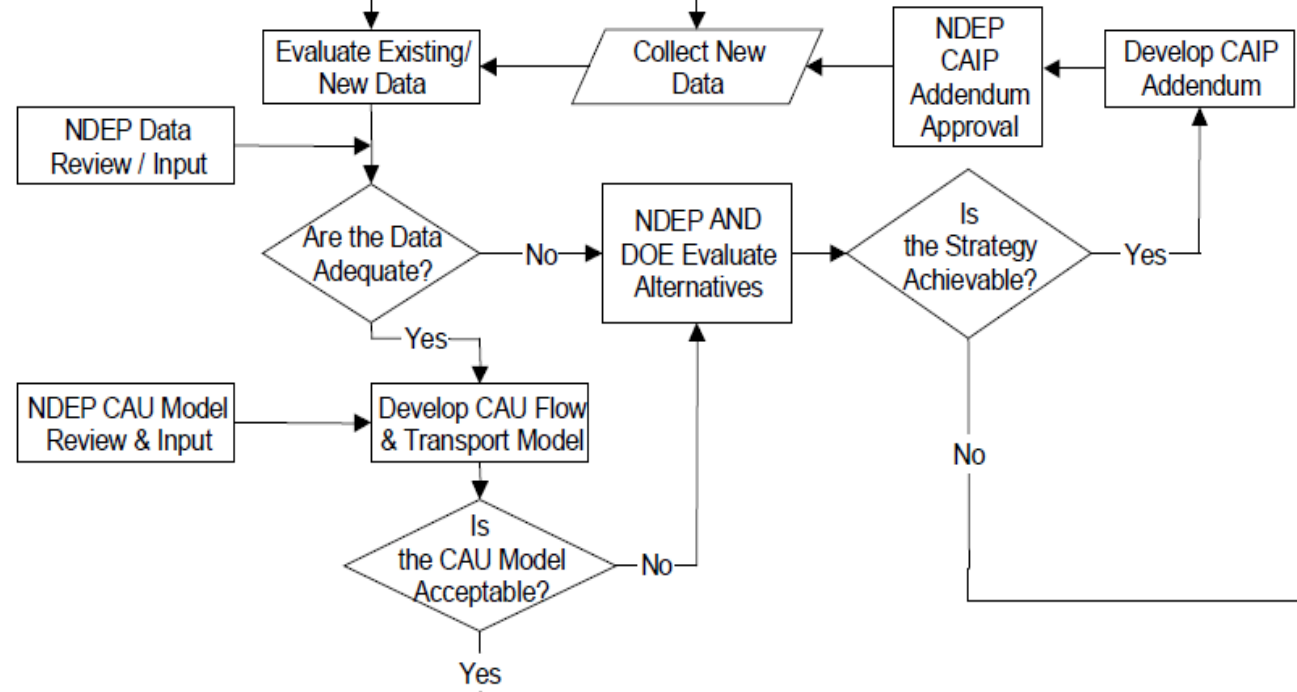 Evaluate Existing/
New Data
Collect New
Data
NDEP
CAIP
Addendum
Approval
Develop CAIP
Addendum
NDEP Data
Review / Input
Are the Data
Adequate?
No
NDEP AND
DOE Evaluate
Alternatives
Is
the Strategy
Achievable?
Yes
Yes
NDEP CAU Model
Review & Input
Develop CAU Flow
& Transport Model
No
Is
the CAU Model
Acceptable?
No
Yes